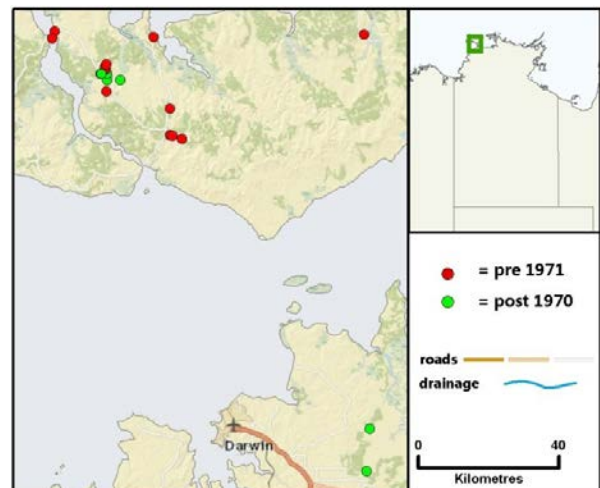 Darwin
= pre 1971
= post 1970
roads
drainage
0 40
Kilometres